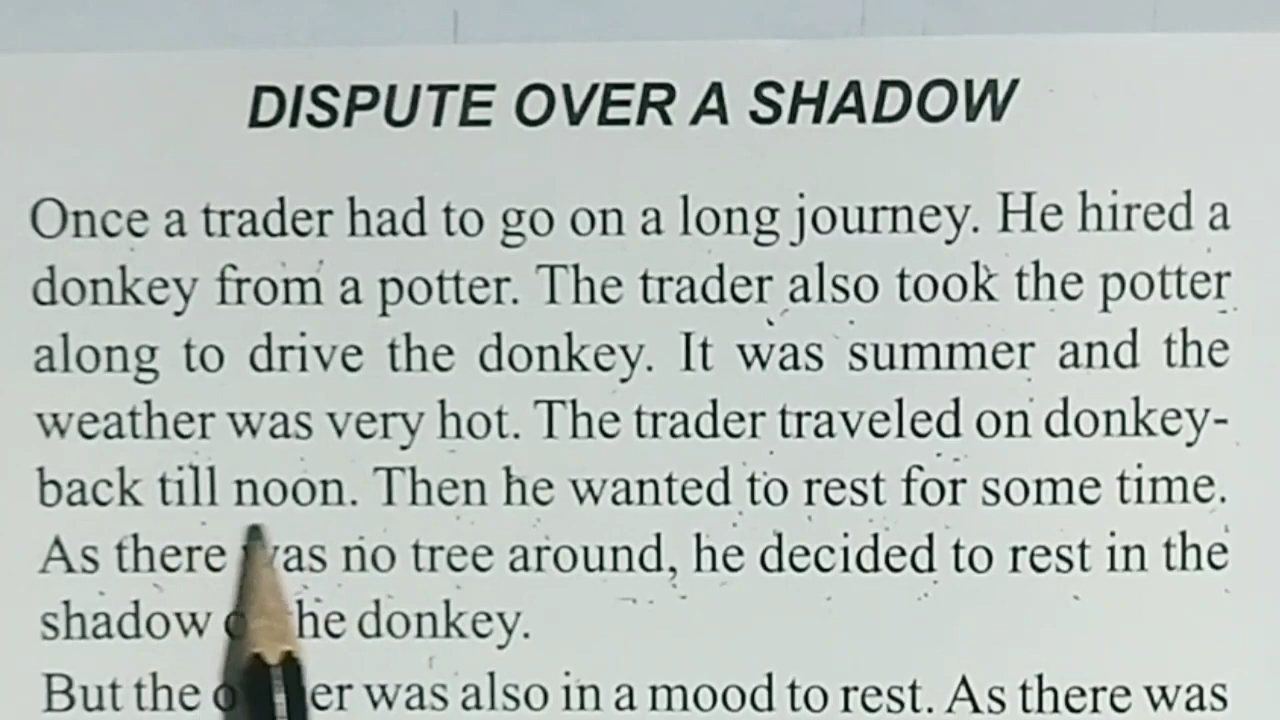 DISPUTE OVER A SHADOW
Once a trader had to go on a long journey. He hired a
donkey from a potter. The trader also took the potter
along to drive the donkey. It was summer and the
weather was very hot. The trader traveled on donkey-
back till noon. Then he wanted to rest for some time.
As there was no tree around, he decided to rest in the
shadow donkey.
But the was also in a mood to rest. As there was